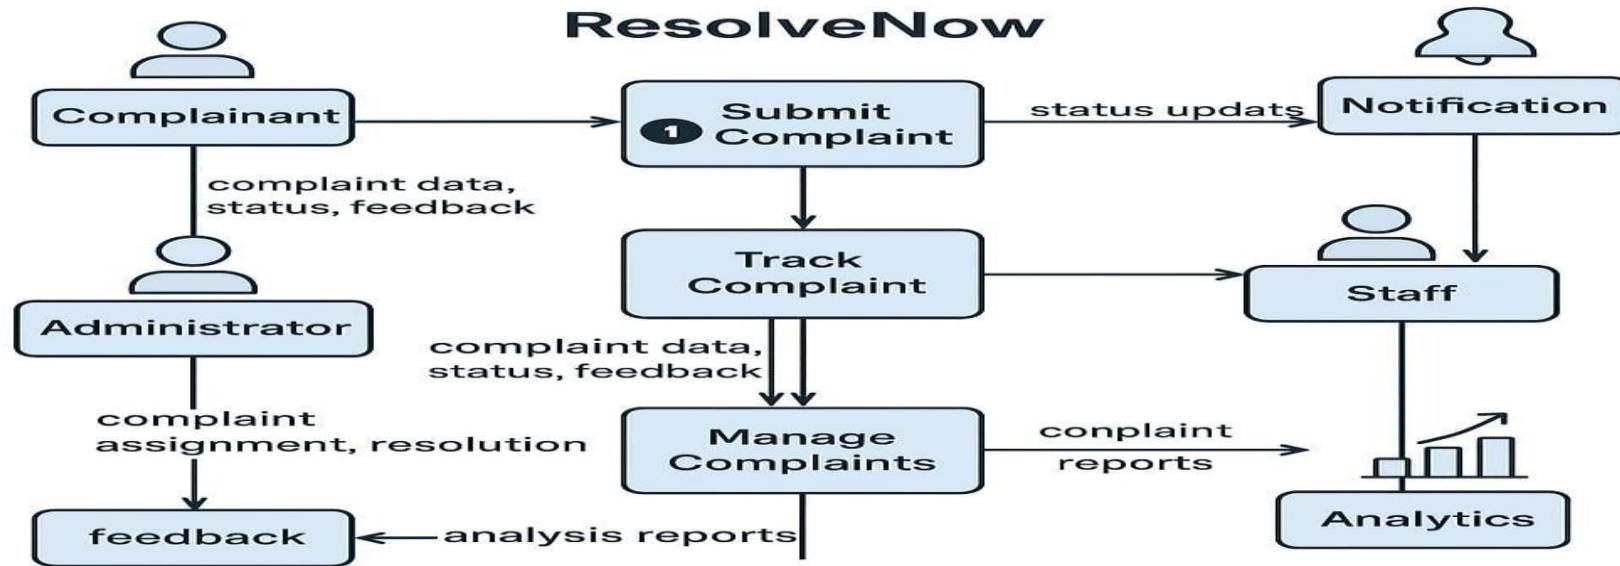 ResolveNow
Complainant
1
Submit
Complaint
status updats
Notification
complaint data,
status, feedback
Track
Complaint
Staff
Administrator
complaint data,
status, feedback
complaint
assignment, resolution
Manage
Complaints
conplaint
reports
Analytics
feedback
analysis reports